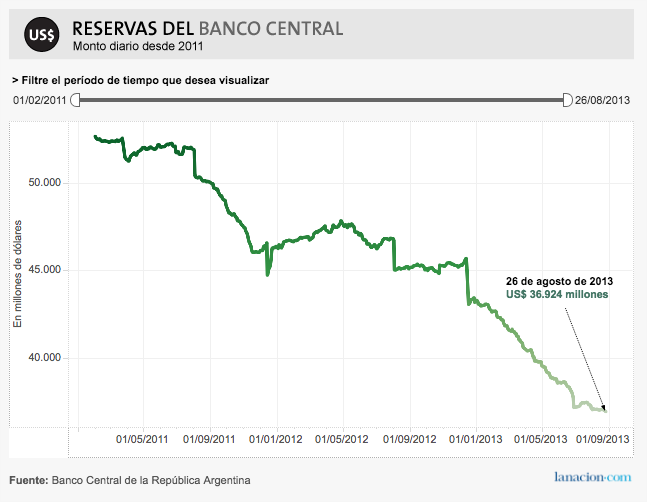 US$
RESERVAS DEL BANCO CENTRAL
Monto diario desde 2011
> Filtre el período de tiempo que desea visualizar
01/02/2011
26/08/2013
50.000
45.000
40.000
En millones de dólares
26 de agosto de 2013
US$ 36.924 millones
01/05/2011 01/09/2011 01/01/2012 01/05/2012 01/09/2012 01/01/2013 01/05/2013 01/09/2013
Fuente: Banco Central de la República Argentina
lanacion.com